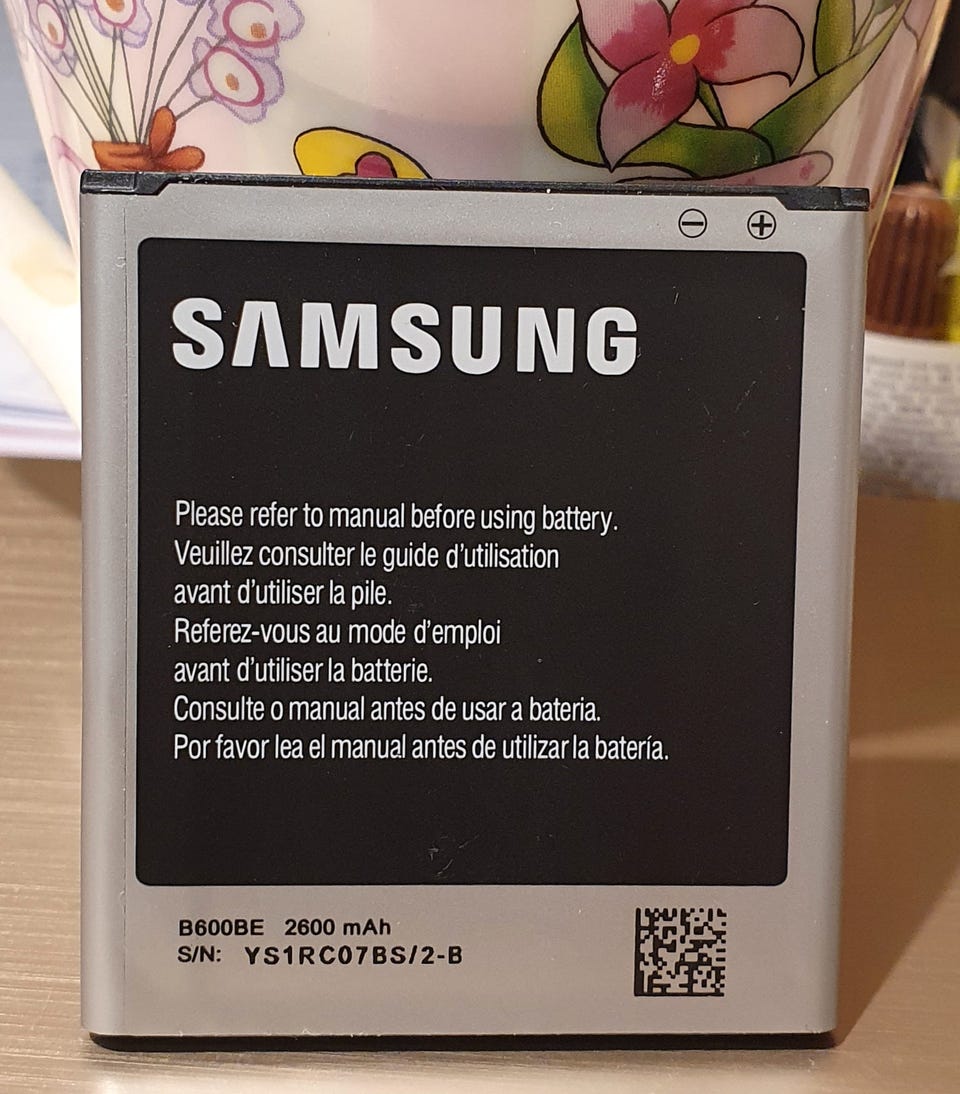 SAMSUNG
Please refer to manual before using battery.
Veuillez consulter le guide d'utilisation
avant d'utiliser la pile.
Referez-vous au mode d'emploi
avant d'utiliser la batterie.
Consulte o manual antes de usar a bateria.
Por favor lea el manual antes de utilizar la batería.
B600BE 2600 mAh
S/N: YS1RC07BS/2-B